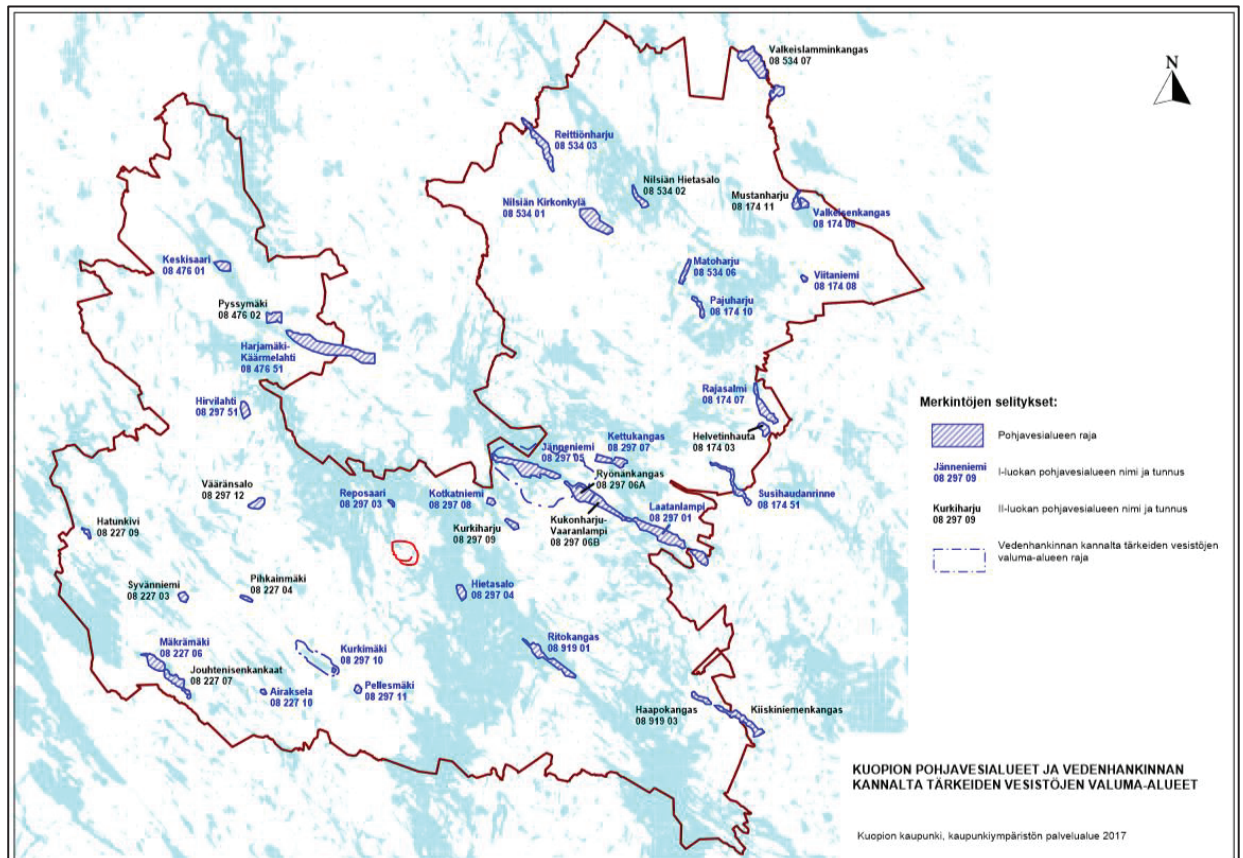 Valkeislamminkangas
08 534 07
N
Reittiönharju
08 534 03
Nilsiän Hietasalo
08 534 02
Nilsiän Kirkonkylä
08 534 01
Mustanharju
08 174 11
Valkeisenkangas
08 174 06
Keskisaari
08 476 01
Matoharju
08 534 06
Viitaniemi
08 174 08
Pyssymäki
08 476 02
Pajuharju
08 174 10
Harjamäki-
Käärmelahti
08 476 51
Hirvilahti
08 297 51
Rajasalmi
08 174 07
Helvetinhauta
08 174 03
Jänneniemi
08 297 05
Kettukangas
08 297 07
Ryönänkangas
08 297 06A
Vääränsalo
08 297 12
Reposaari
08 297 03
Kotkatniemi
08 297 08
Susihaudanrinne
08 174 51
Laatanlampi
08 297 01
Kurkiharju
08 297 09
Kukonharju-
Vaaranlampi
08 297 06B
Hatunkivi
08 227 09
Syvänniemi
08 227 03
Pihkainmäki
08 227 04
Hietasalo
08 297 04
Mäkrämäki
08 227 06
Jouhtenisenkankaat
08 227 07
Kurkimäki
08 297 10
Ritokangas
08 919 01
Airaksela
08 227 10
Pellesmäki
08 297 11
Haapokangas
08 919 03
Kiiskiniemenkangas
Merkintöjen selitykset:
Pohjavesialueen raja
Jänneniemi
08 297 09
I-luokan pohjavesialueen nimi ja tunnus
Kurkiharju
08 297 09
II-luokan pohjavesialueen nimi ja tunnus
Vedenhankinnan kannalta tärkeiden vesistöjen
valuma-alueen raja
KUOPION POHJAVESIALUEET JA VEDENHANKINNAN
KANNALTA TÄRKEIDEN VESISTÖJEN VALUMA-ALUEET
Kuopion kaupunki, kaupunkiympäristön palvelualue 2017